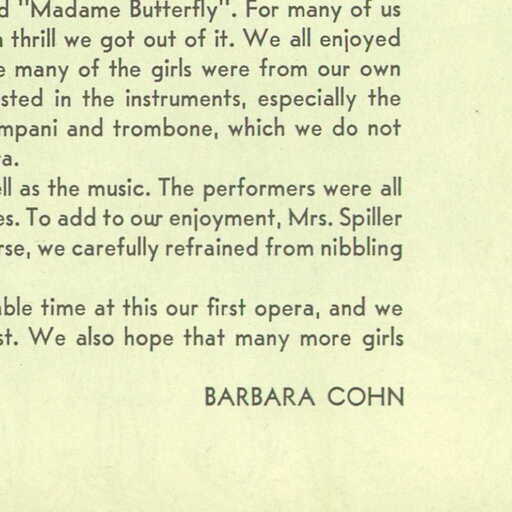 d "Madame Butterfly". For many of us
thrill we got out of it. We all enjoyed
e many of the girls were from our own
sted in the instruments, especially the
mpani and trombone, which we do not
a.
ell as the music. The performers were all
es. To add to our enjoyment, Mrs. Spiller
rse, we carefully refrained from nibbling
able time at this our first opera, and we
st. We also hope that many more girls
BARBARA COHN